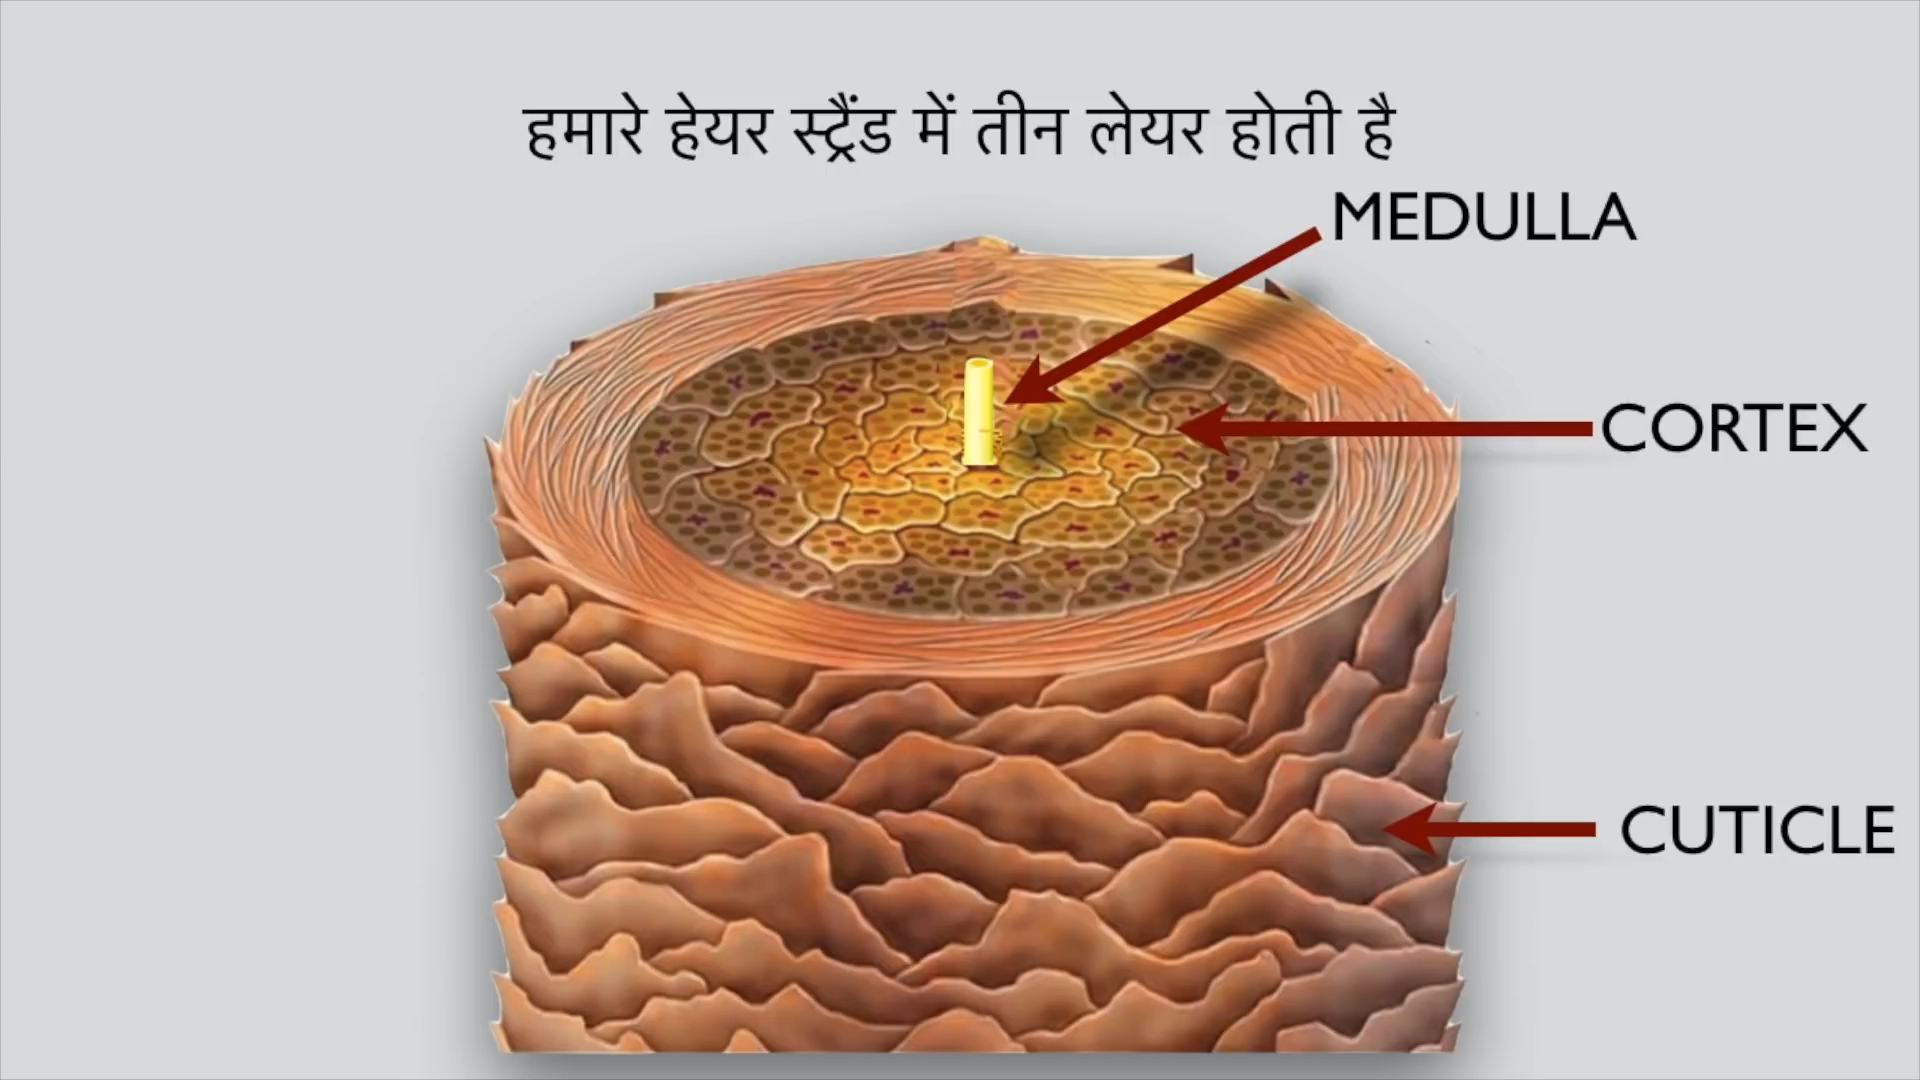 हमारे हेयर स्ट्रैंड में तीन लेयर होती है
MEDULLA
CORTEX
CUTICLE